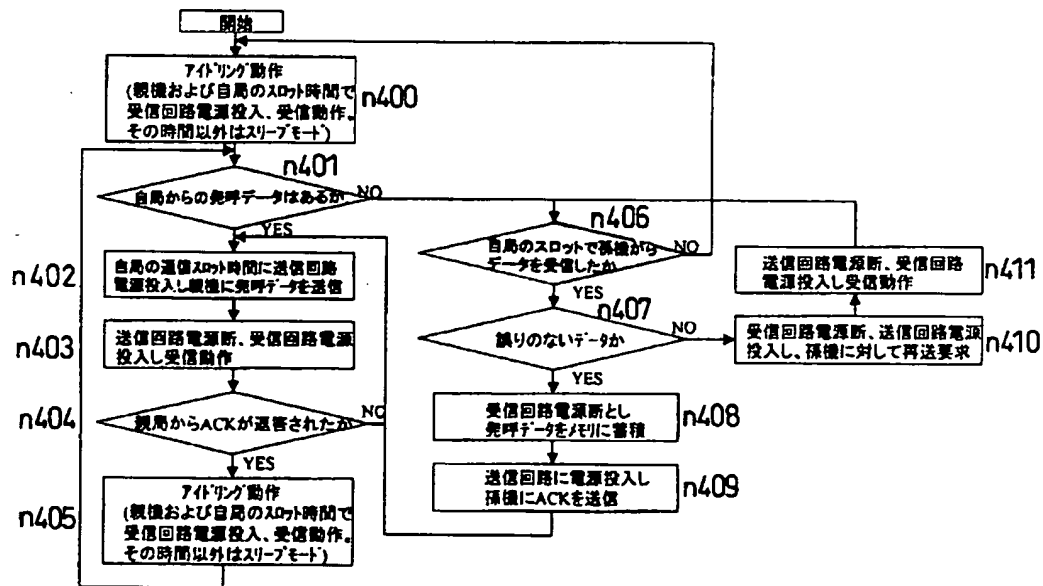 開始
アイドリング動作
(親機および自局のスロット時間で
受信回路電源投入、受信動作。
その時間以外はスリープモード)
n400
n401
自局からの発呼データはあるか
NO
YES
n402
自局の通信スロット時間に送信回路
電源投入し親機に発呼データを送信
n403
送信回路電源断、受信回路電源
投入し受信動作
n404
親局からACKが返答されたか
NO
YES
n405
アイドリング動作
(親機および自局のスロット時間で
受信回路電源投入、受信動作。
その時間以外はスリープモード)
n406
自局のスロットで孫機がら
データを受信したか
NO
YES
n407
誤りのないデータか
NO
YES
n408
受信回路電源断とし
発呼データをメモリに蓄積
n409
送信回路に電源投入し
孫機にACKを送信
n410
受信回路電源断、送信回路電源
投入し、孫機に対して再送要求
n411
送信回路電源断、受信回路
電源投入し受信動作